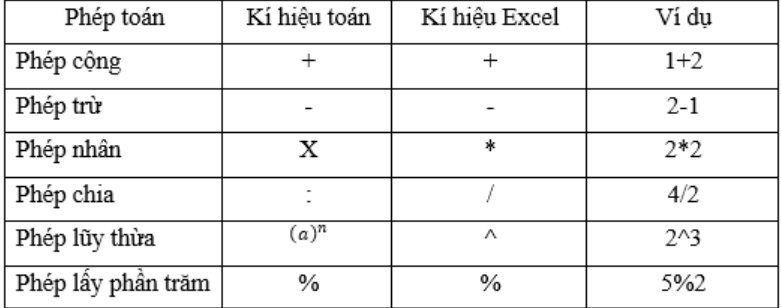 Phép toán Kí hiệu toán Kí hiệu Excel Ví dụ
Phép cộng + + 1+2
Phép trừ - - 2-1
Phép nhân X * 2*2
Phép chia : / 4/2
Phép lũy thừa (a)ⁿ ^ 2^3
Phép lấy phần trăm % % 5%2